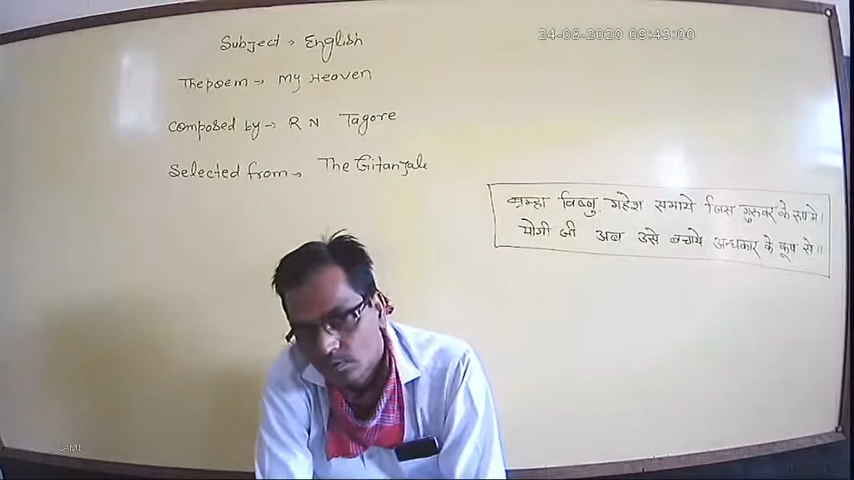 Subject → English
24-08-2020 09:43:00
The poem → My Heaven
Composed by → R N Tagore
Selected from → The Gitanjali
ब्रम्हा विष्णु, महेश समाये जिस गुरुवर के रूप मे।
योगी जी अब उसे बचाये अन्धकार के कूप से॥
CAM1